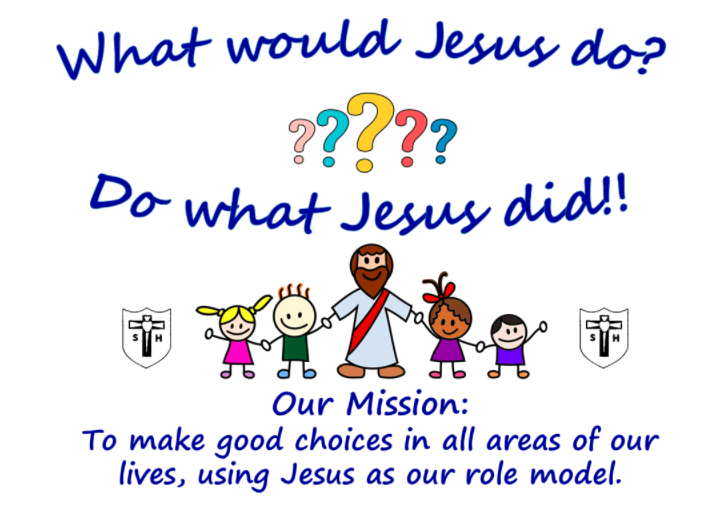 What would Jesus do?
?????
Do what Jesus did!!
S H
S H
Our Mission:
To make good choices in all areas of our
lives, using Jesus as our role model.